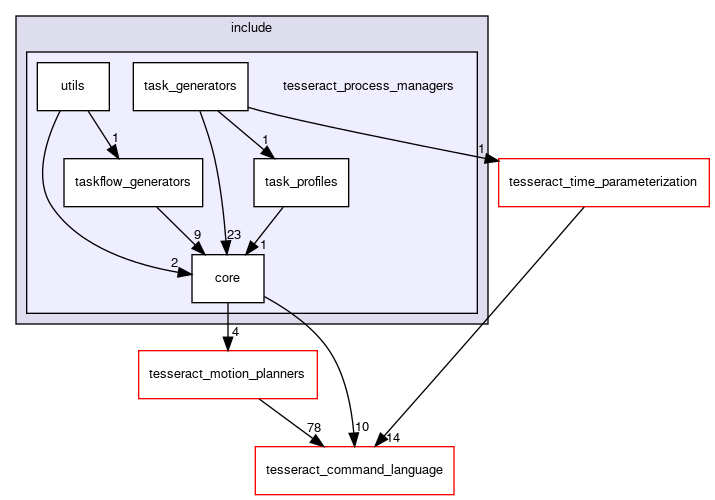 include
utils
task_generators
tesseract_process_managers
1
1
1
taskflow_generators
task_profiles
tesseract_time_parameterization
9
23
1
2
core
4
tesseract_motion_planners
78
10
14
tesseract_command_language